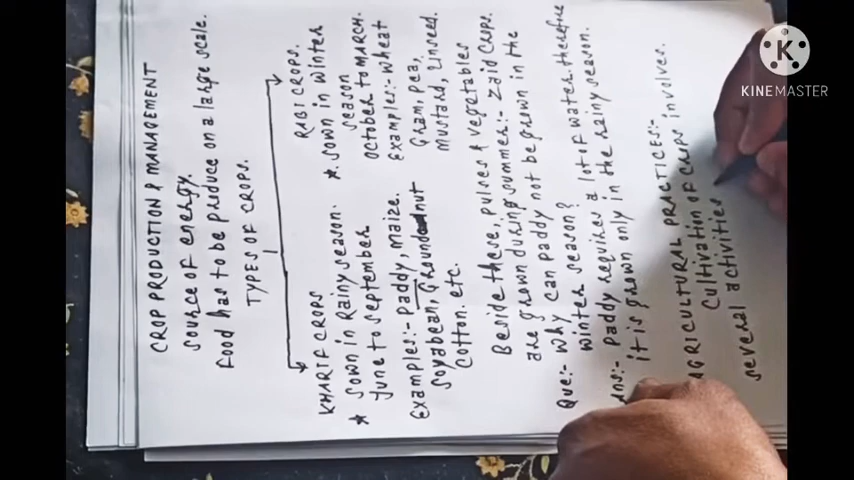 CROP PRODUCTION & MANAGEMENT
source of energy.
Food has to be produce on a large scale.
TYPES OF CROPS.
KHARIF CROPS
* Sown in Rainy season.
June to September
Examples:- Paddy, maize.
Soyabean, Groundnut
Cotton. etc.
RABI CROPS.
* Sown in winter
season
October to MARCH.
Examples:- wheat
Gram, Pea,
mustard, Linseed.
Beside these, pulses & vegetables
are grown during summer:- Zaid Crops.
Que:- Why can paddy not be grown in the
winter season?
Ans:- Paddy requires a lot of water. therefore
it is grown only in the rainy season.
AGRICULTURAL PRACTICES:-
Cultivation of crops involves.
several activities
KINEMASTER